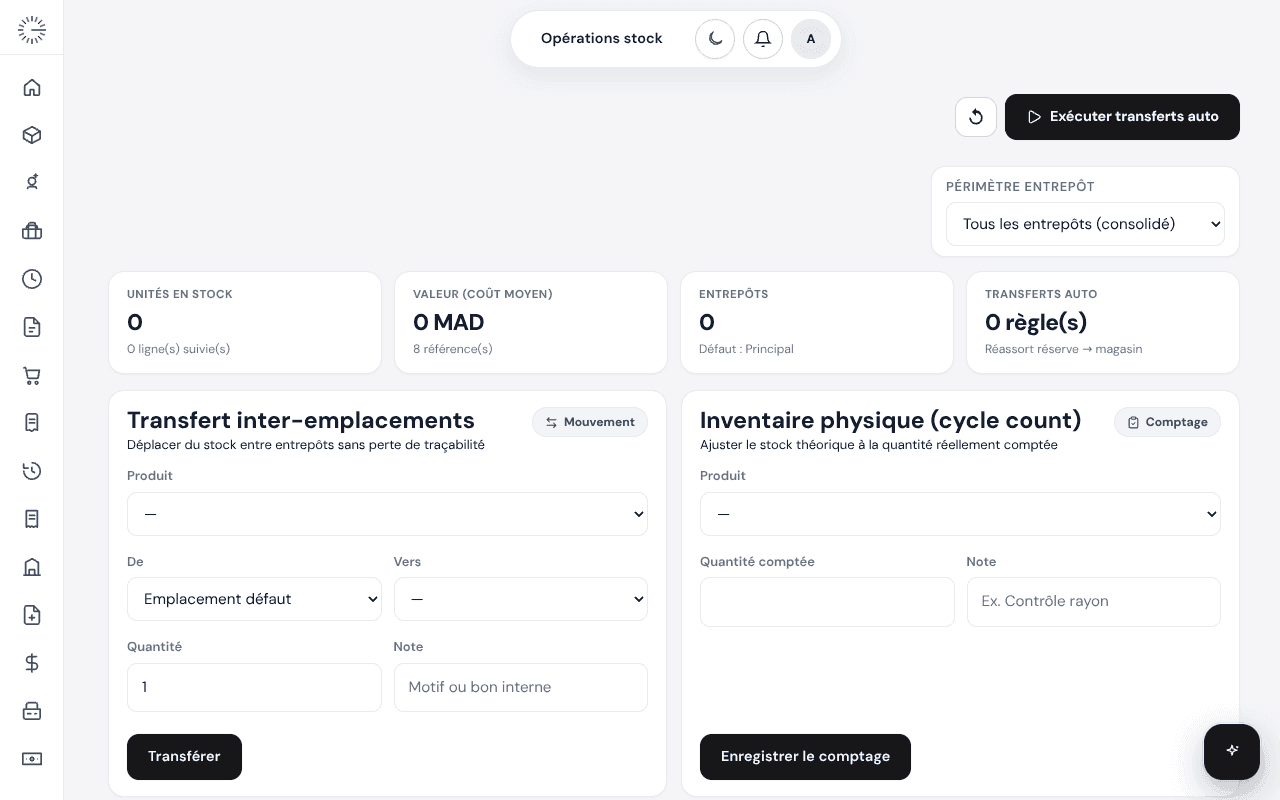 Opérations stock
A
Exécuter transferts auto
PÉRIMÈTRE ENTREPÔT
Tous les entrepôts (consolidé)
UNITÉS EN STOCK
0
0 ligne(s) suivie(s)
VALEUR (COÛT MOYEN)
0 MAD
8 référence(s)
ENTREPÔTS
0
Défaut : Principal
TRANSFERTS AUTO
0 règle(s)
Réassort réserve → magasin
Transfert inter-emplacements
Mouvement
Déplacer du stock entre entrepôts sans perte de traçabilité
Produit
—
De
Vers
Emplacement défaut
—
Quantité
Note
1
Motif ou bon interne
Transférer
Inventaire physique (cycle count)
Comptage
Ajuster le stock théorique à la quantité réellement comptée
Produit
—
Quantité comptée
Note
Ex. Contrôle rayon
Enregistrer le comptage